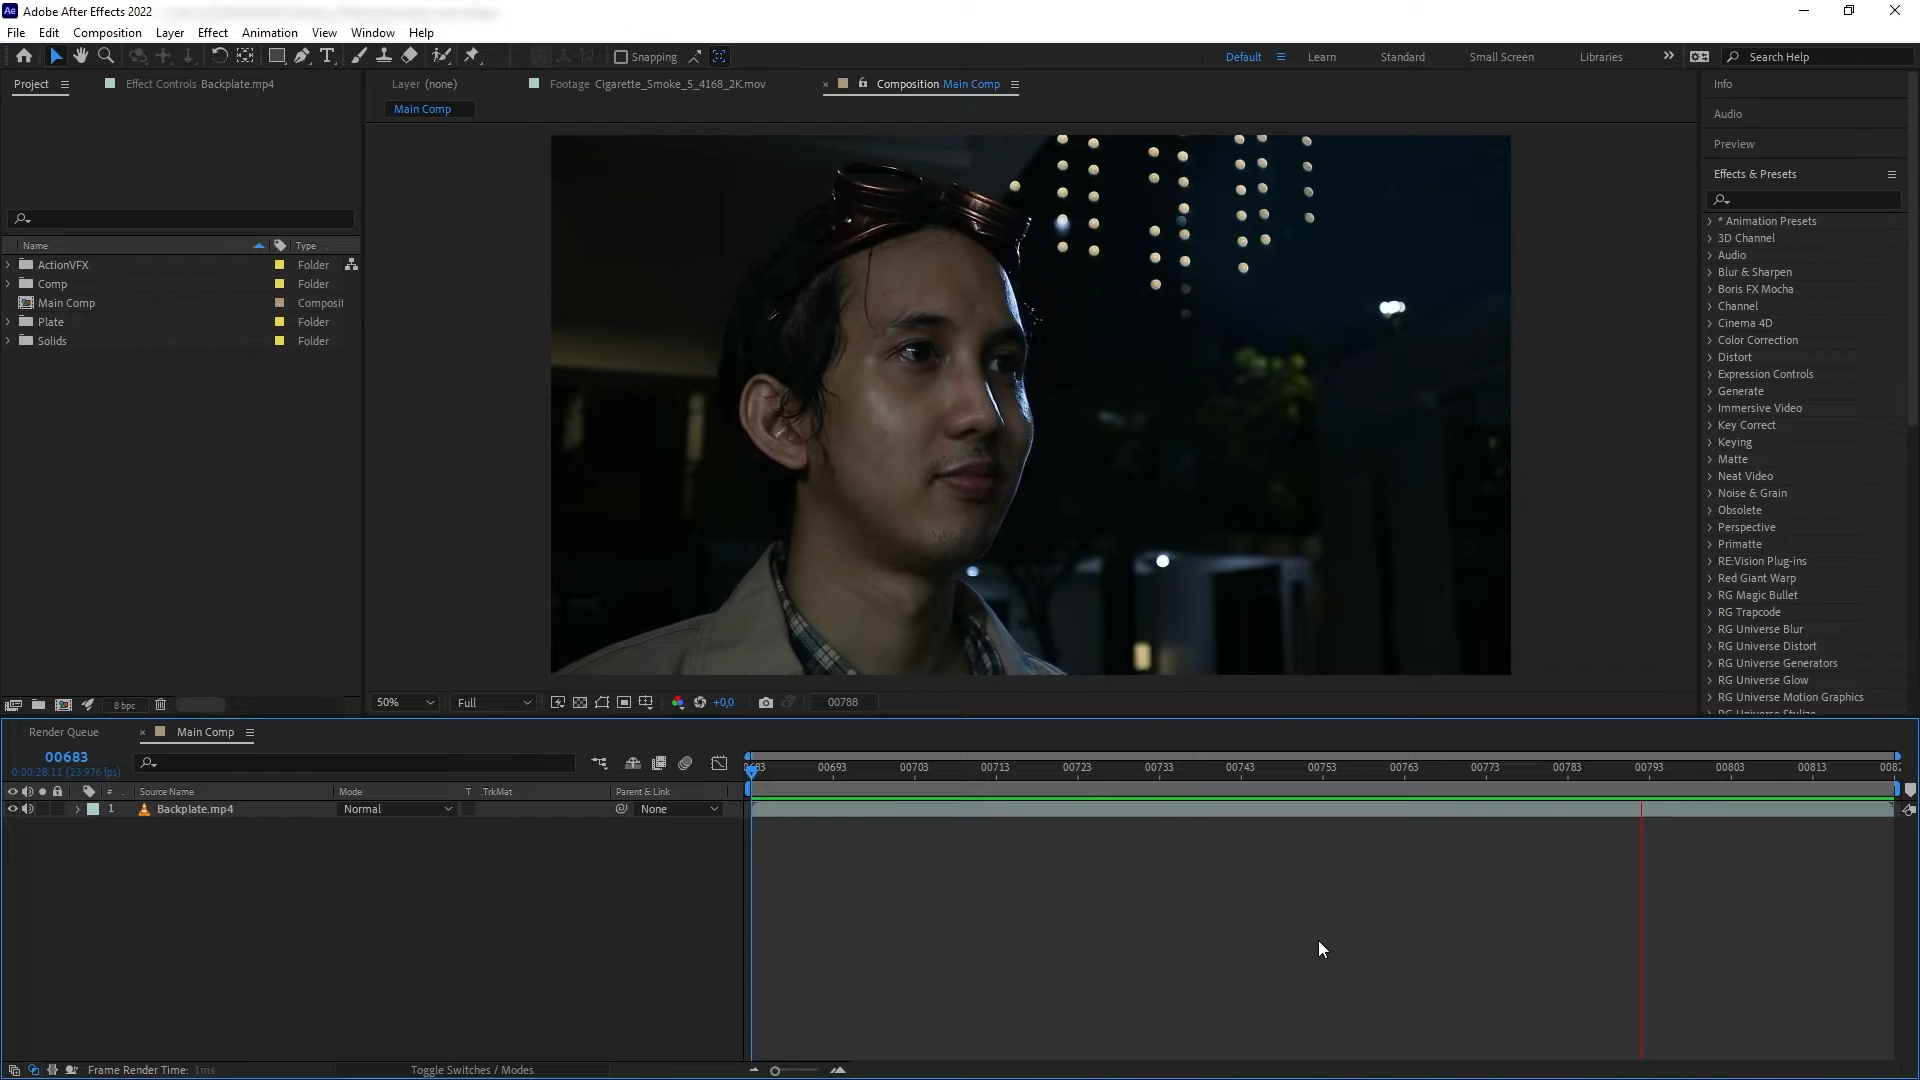 Adobe After Effects 2022
File Edit Composition Layer Effect Animation View Window Help
Snapping Default Learn Standard Small Screen Libraries Search Help
Project Effect Controls Backplate.mp4 Layer (none) Footage Cigarette_Smoke_5_4168_2K.mov Composition Main Comp
Main Comp
Name Type
ActionVFX Folder
Comp Folder
Main Comp Composit
Plate Folder
Solids Folder
8 bpc
50% Full +0,0 00788
Info
Audio
Preview
Effects & Presets
* Animation Presets
3D Channel
Audio
Blur & Sharpen
Boris FX Mocha
Channel
Cinema 4D
Color Correction
Distort
Expression Controls
Generate
Immersive Video
Key Correct
Keying
Matte
Neat Video
Noise & Grain
Obsolete
Perspective
Primatte
RE:Vision Plug-ins
Red Giant Warp
RG Magic Bullet
RG Trapcode
RG Universe Blur
RG Universe Distort
RG Universe Generators
RG Universe Glow
RG Universe Motion Graphics
RG Universe Stylize
Render Queue Main Comp
00683
0:00:28:11 (23.976 fps)
00693 00703 00713 00723 00733 00743 00753 00763 00773 00783 00793 00803 00813
# Source Name Mode T .TrkMat Parent & Link
1 Backplate.mp4 Normal None
Frame Render Time: 1ms Toggle Switches / Modes